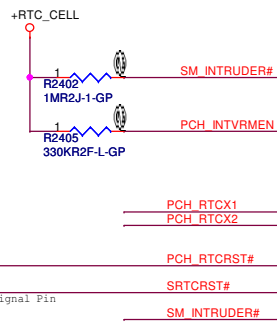 +RTC_CELL
1
SM_INTRUDER#
R2402
1MR2J-1-GP
1
PCH_INTVRMEN
R2405
330KR2F-L-GP
PCH_RTCX1
PCH_RTCX2
PCH_RTCRST#
SRTCRST#
ignal Pin
SM_INTRUDER#